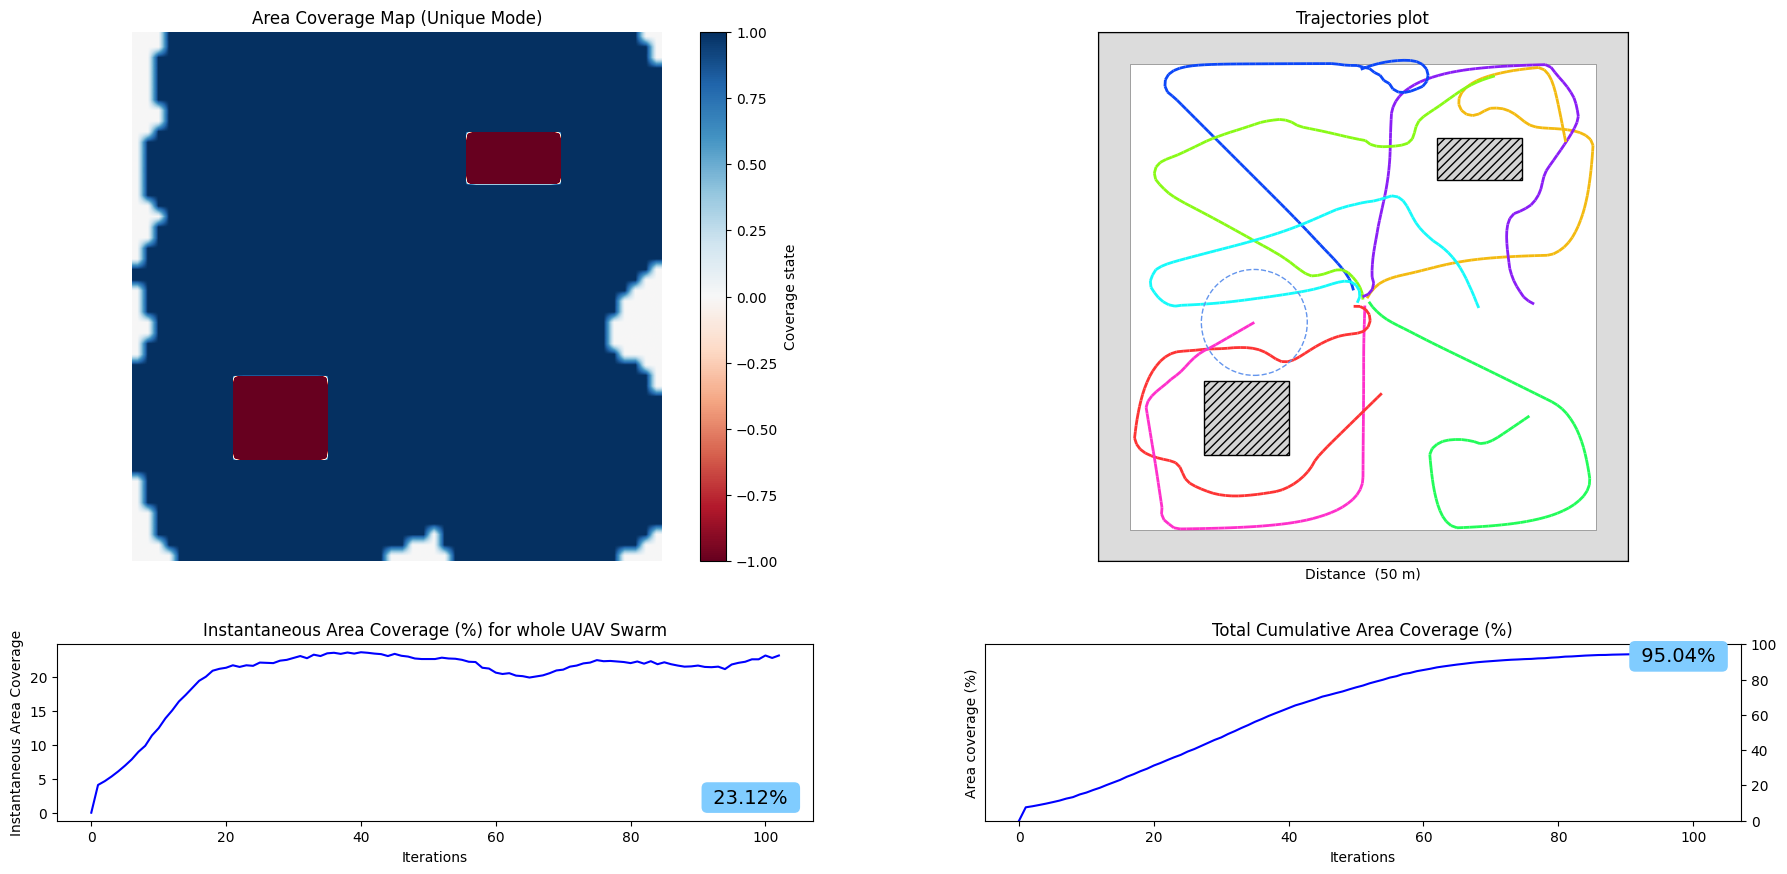 Area Coverage Map (Unique Mode)
1.00
0.75
0.50
0.25
0.00
−0.25
−0.50
−0.75
−1.00
Coverage state
Trajectories plot
Distance  (50 m)
Instantaneous Area Coverage (%) for whole UAV Swarm
Instantaneous Area Coverage
20
15
10
5
0
23.12%
0 20 40 60 80 100
Iterations
Total Cumulative Area Coverage (%)
Area coverage (%)
95.04%
100
80
60
40
20
0
0 20 40 60 80 100
Iterations